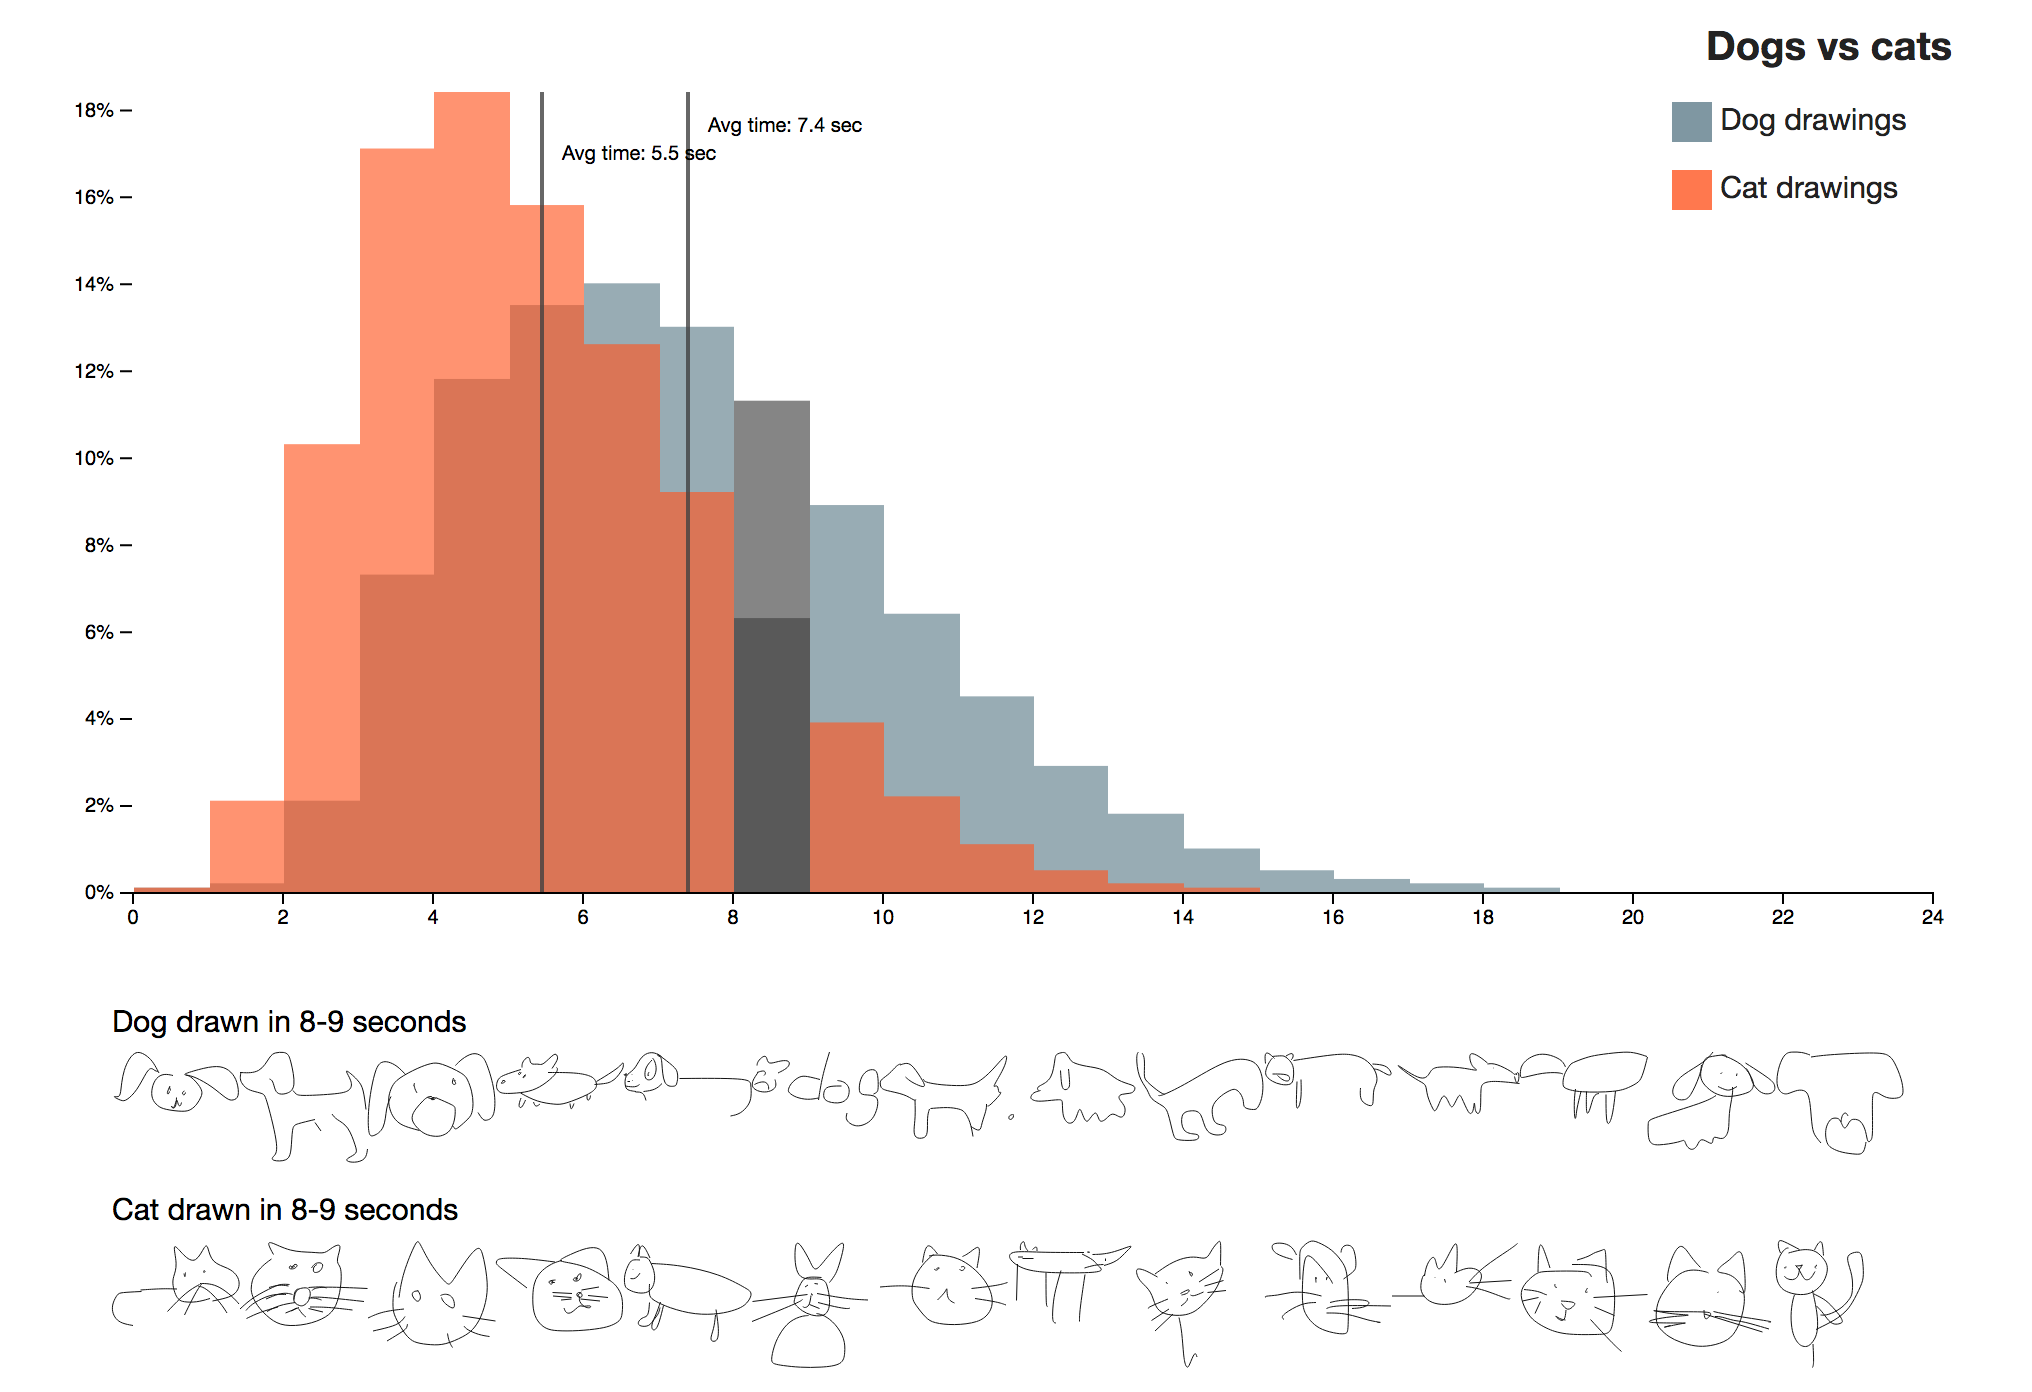 Dogs vs cats
Dog drawings
Cat drawings
18%
16%
14%
12%
10%
8%
6%
4%
2%
0%
Avg time: 7.4 sec
Avg time: 5.5 sec
0 2 4 6 8 10 12 14 16 18 20 22 24
Dog drawn in 8-9 seconds
dog
Cat drawn in 8-9 seconds